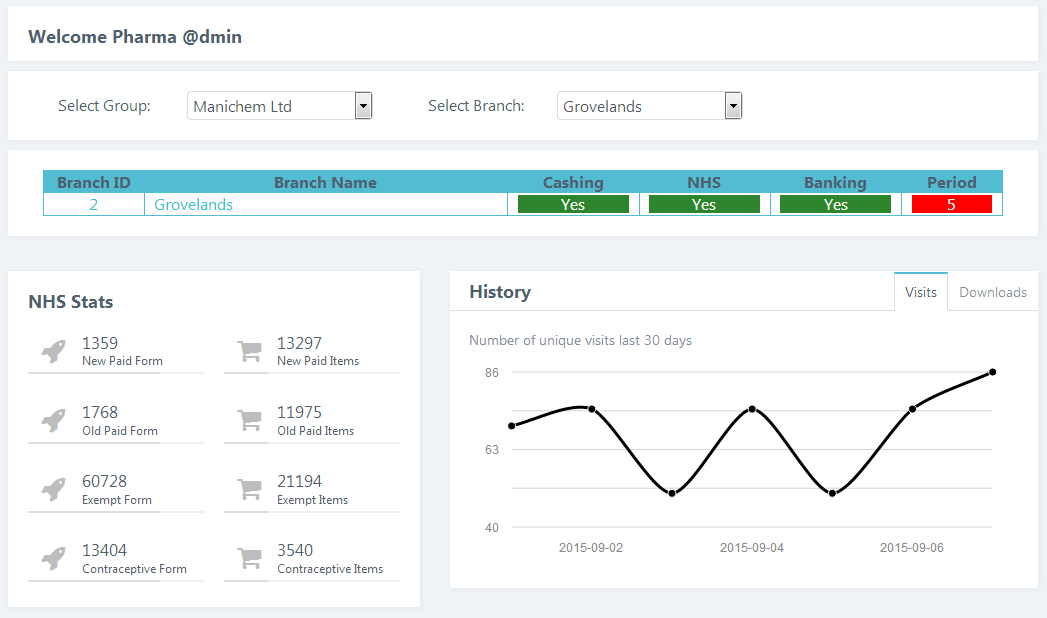 Welcome Pharma @dmin
Select Group: Manichem Ltd Select Branch: Grovelands
Branch ID Branch Name Cashing NHS Banking Period
2 Grovelands Yes Yes Yes 5
NHS Stats
1359
New Paid Form
13297
New Paid Items
1768
Old Paid Form
11975
Old Paid Items
60728
Exempt Form
21194
Exempt Items
13404
Contraceptive Form
3540
Contraceptive Items
History Visits Downloads
Number of unique visits last 30 days
86
63
40
2015-09-02 2015-09-04 2015-09-06